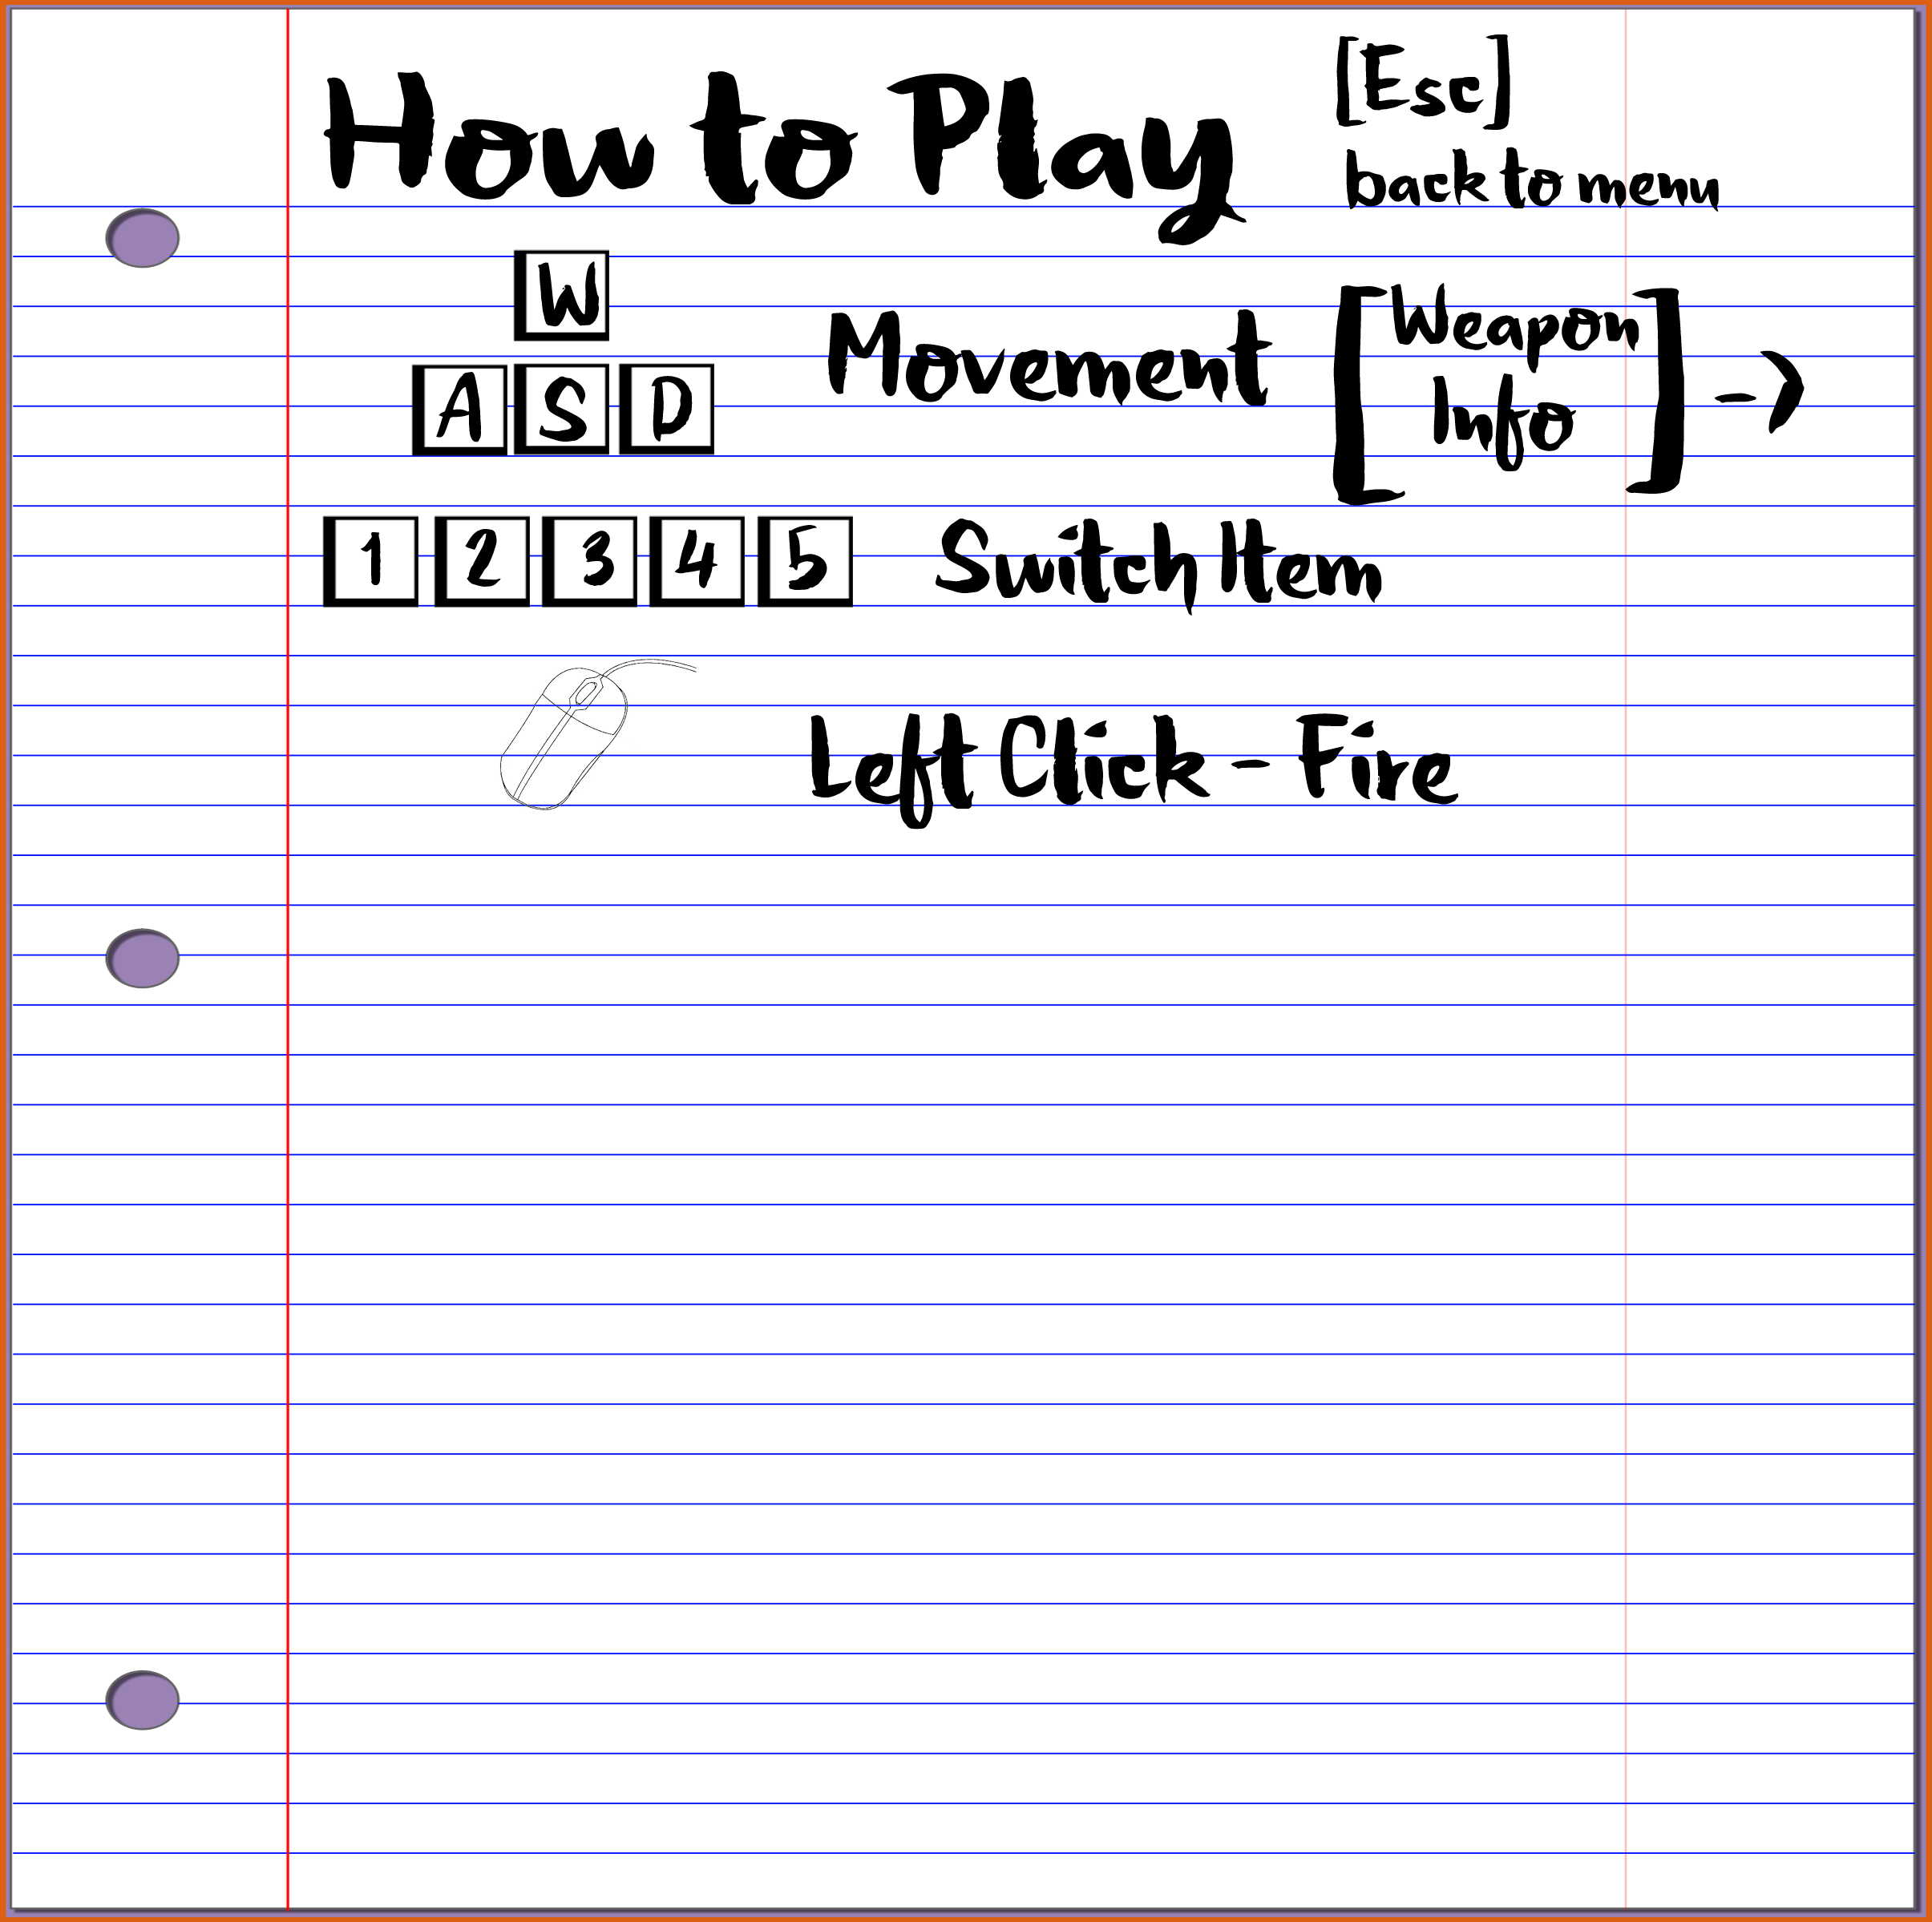 How to Play
[Esc]
back to menu
W
A S D
Movement
[Weapon
Info] ->
1 2 3 4 5 Switch Iten
Left Click - Fire